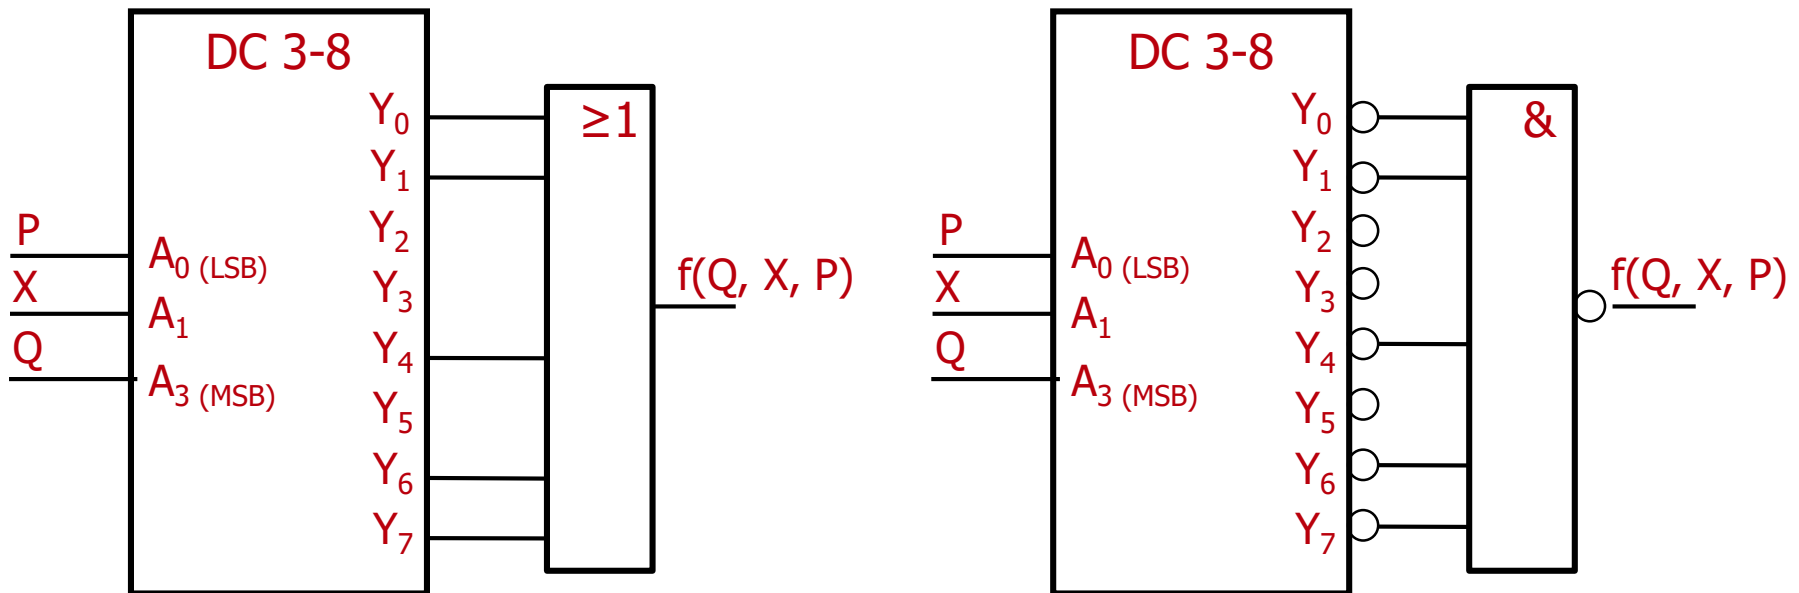 DC 3-8
Y0
≥1
Y1
P
Y2
A0 (LSB)
X
Y3
f(Q, X, P)
A1
Q
Y4
A3 (MSB)
Y5
Y6
Y7
DC 3-8
Y0
&
Y1
P
Y2
A0 (LSB)
X
Y3
f(Q, X, P)
A1
Q
Y4
A3 (MSB)
Y5
Y6
Y7